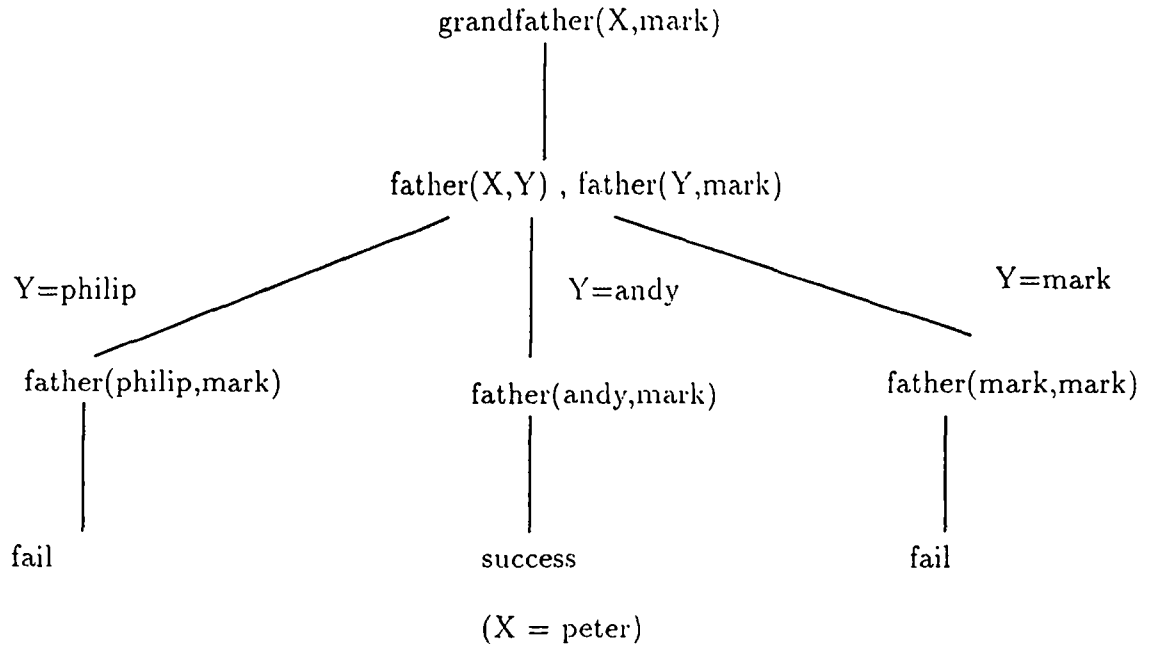 grandfather(X,mark)
father(X,Y) , father(Y,mark)
Y=philip
Y=andy
Y=mark
father(philip,mark)
father(andy,mark)
father(mark,mark)
fail
success
fail
(X = peter)